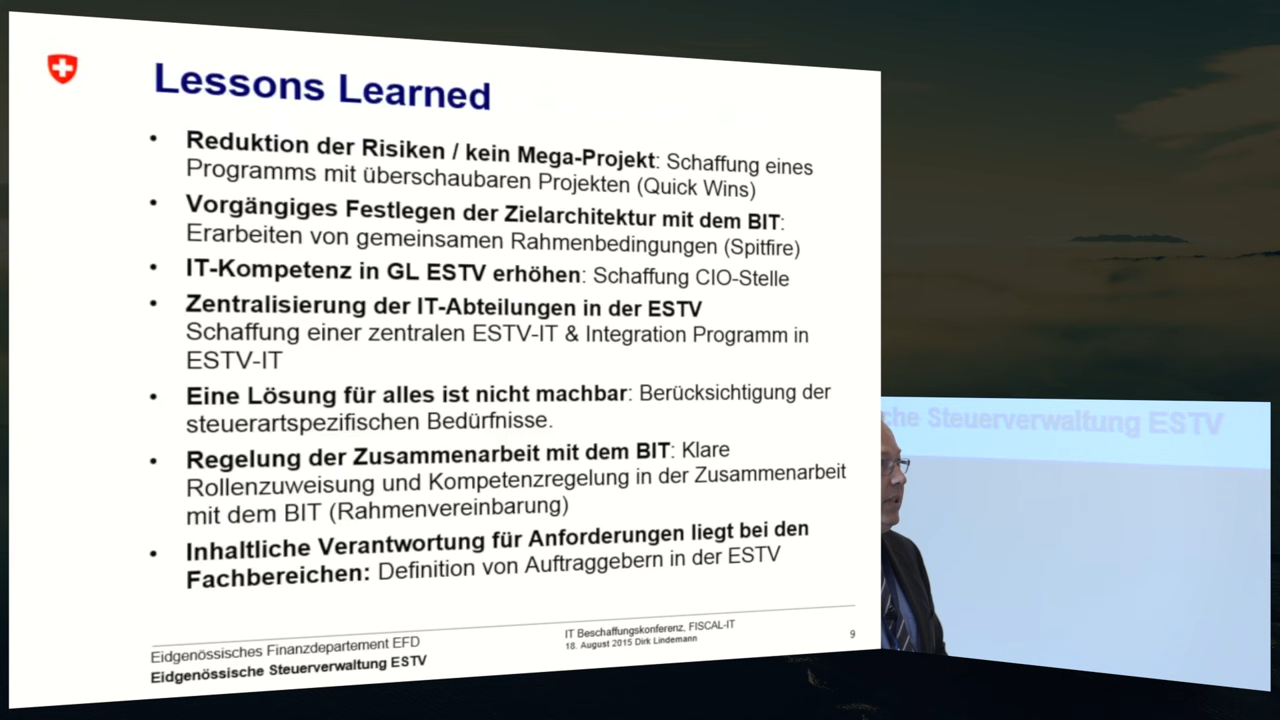 Lessons Learned
• Reduktion der Risiken / kein Mega-Projekt: Schaffung eines
Programms mit überschaubaren Projekten (Quick Wins)
• Vorgängiges Festlegen der Zielarchitektur mit dem BIT:
Erarbeiten von gemeinsamen Rahmenbedingungen (Spitfire)
• IT-Kompetenz in GL ESTV erhöhen: Schaffung CIO-Stelle
• Zentralisierung der IT-Abteilungen in der ESTV
Schaffung einer zentralen ESTV-IT & Integration Programm in
ESTV-IT
• Eine Lösung für alles ist nicht machbar: Berücksichtigung der
steuerartspezifischen Bedürfnisse.
• Regelung der Zusammenarbeit mit dem BIT: Klare
Rollenzuweisung und Kompetenzregelung in der Zusammenarbeit
mit dem BIT (Rahmenvereinbarung)
• Inhaltliche Verantwortung für Anforderungen liegt bei den
Fachbereichen: Definition von Auftraggebern in der ESTV
Eidgenössisches Finanzdepartement EFD
Eidgenössische Steuerverwaltung ESTV
IT Beschaffungskonferenz, FISCAL-IT
18. August 2015 Dirk Lindemann
9
che Steuerverwaltung ESTV